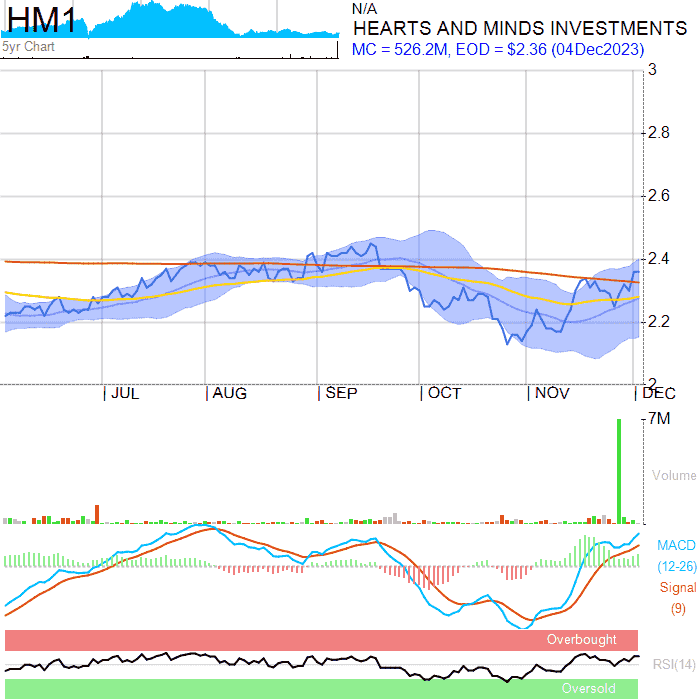 HM1
5yr Chart
N/A
HEARTS AND MINDS INVESTMENTS
MC = 526.2M, EOD = $2.36 (04Dec2023)
3
2.8
2.6
2.4
2.2
2
JUL AUG SEP OCT NOV DEC
7M
Volume
MACD
(12-26)
Signal
(9)
Overbought
RSI(14)
Oversold